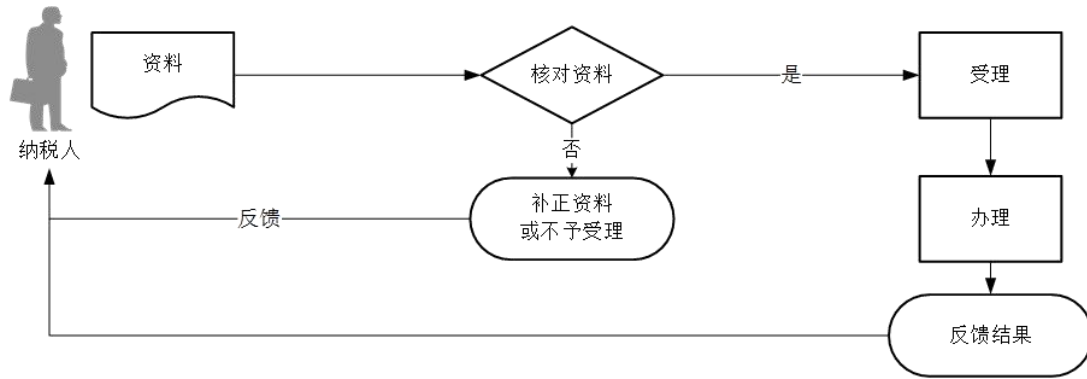 资料
核对资料
是
受理
纳税人
否
补正资料
或不予受理
反馈
办理
反馈结果